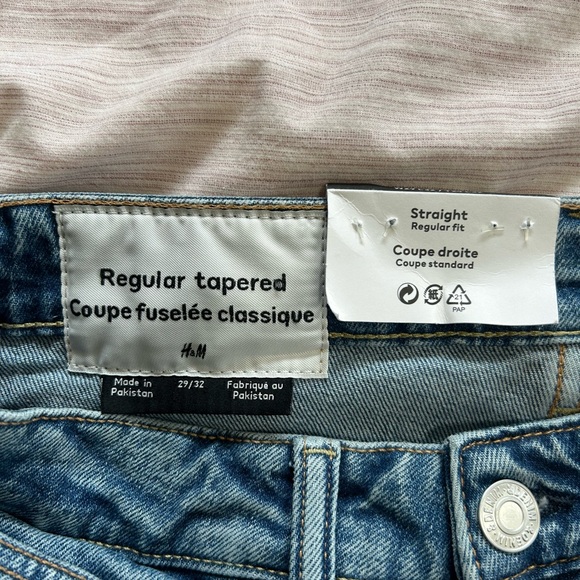 Regular tapered
Coupe fuselée classique
H&M
Made in
Pakistan
29/32
Fabriqué au
Pakistan
Straight
Regular fit
Coupe droite
Coupe standard
21
PAP